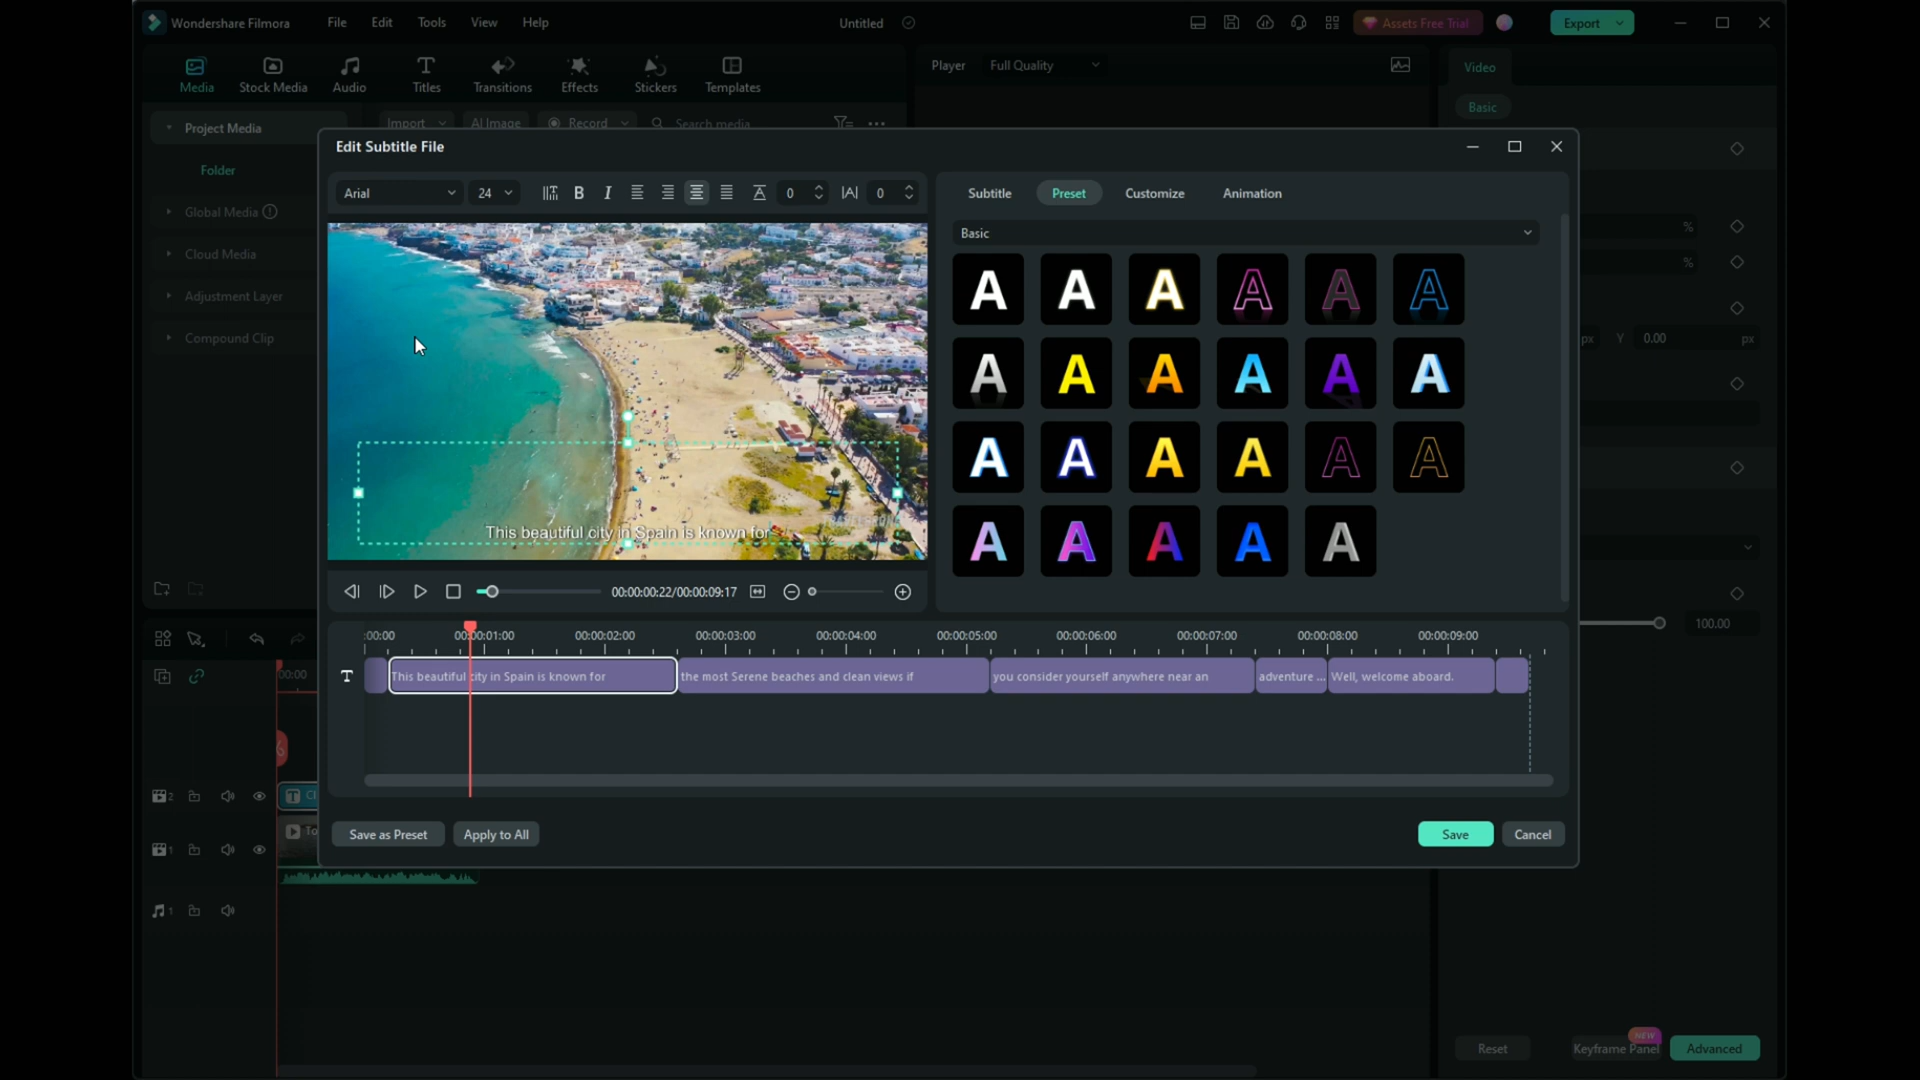 Wondershare Filmora File Edit Tools View Help Untitled Assets Free Trial Export
Media Stock Media Audio Titles Transitions Effects Stickers Templates
Player Full Quality
Video
Basic
Project Media
Import AI Image Record Search media
Folder
Global Media
Cloud Media
Adjustment Layer
Compound Clip
Edit Subtitle File
Arial 24 B I 0 0
Subtitle Preset Customize Animation
Basic
A A A A A A
A A A A A A
A A A A A A
A A A A A
This beautiful city in Spain is known for
00:00:00:22/00:00:09:17
:00:00 00:00:01:00 00:00:02:00 00:00:03:00 00:00:04:00 00:00:05:00 00:00:06:00 00:00:07:00 00:00:08:00 00:00:09:00
T This beautiful city in Spain is known for the most Serene beaches and clean views if you consider yourself anywhere near an adventure ... Well, welcome aboard.
Save as Preset Apply to All Save Cancel
%
%
px Y 0.00 px
100.00
00:00
2 T Cl
1 To
1
Reset Keyframe Panel NEW Advanced